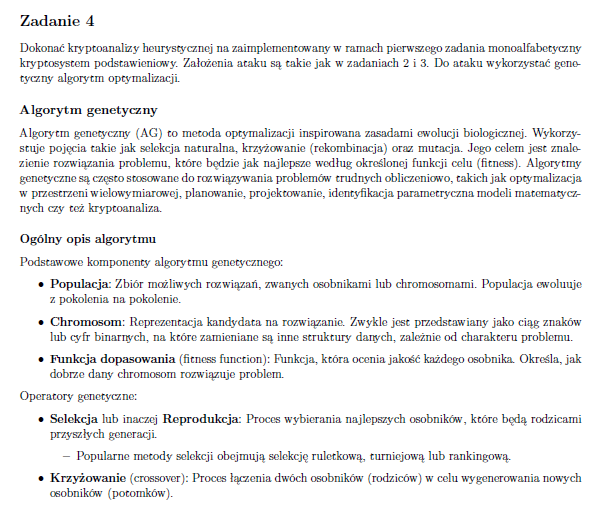 Zadanie 4
Dokonać kryptoanalizy heurystycznej na zaimplementowany w ramach pierwszego zadania monoalfabetyczny
kryptosystem podstawieniowy. Założenia ataku są takie jak w zadaniach 2 i 3. Do ataku wykorzystać gene-
tyczny algorytm optymalizacji.
Algorytm genetyczny
Algorytm genetyczny (AG) to metoda optymalizacji inspirowana zasadami ewolucji biologicznej. Wykorzy-
stuje pojęcia takie jak selekcja naturalna, krzyżowanie (rekombinacja) oraz mutacja. Jego celem jest znale-
zienie rozwiązania problemu, które będzie jak najlepsze według określonej funkcji celu (fitness). Algorytmy
genetyczne są często stosowane do rozwiązywania problemów trudnych obliczeniowo, takich jak optymalizacja
w przestrzeni wielowymiarowej, planowanie, projektowanie, identyfikacja parametryczna modeli matematycz-
nych czy też kryptoanaliza.
Ogólny opis algorytmu
Podstawowe komponenty algorytmu genetycznego:
• Populacja: Zbiór możliwych rozwiązań, zwanych osobnikami lub chromosomami. Populacja ewoluuje
z pokolenia na pokolenie.
• Chromosom: Reprezentacja kandydata na rozwiązanie. Zwykle jest przedstawiany jako ciąg znaków
lub cyfr binarnych, na które zamieniane są inne struktury danych, zależnie od charakteru problemu.
• Funkcja dopasowania (fitness function): Funkcja, która ocenia jakość każdego osobnika. Określa, jak
dobrze dany chromosom rozwiązuje problem.
Operatory genetyczne:
• Selekcja lub inaczej Reprodukcja: Proces wybierania najlepszych osobników, które będą rodzicami
przyszłych generacji.
– Popularne metody selekcji obejmują selekcję ruletkową, turniejową lub rankingową.
• Krzyżowanie (crossover): Proces łączenia dwóch osobników (rodziców) w celu wygenerowania nowych
osobników (potomków).